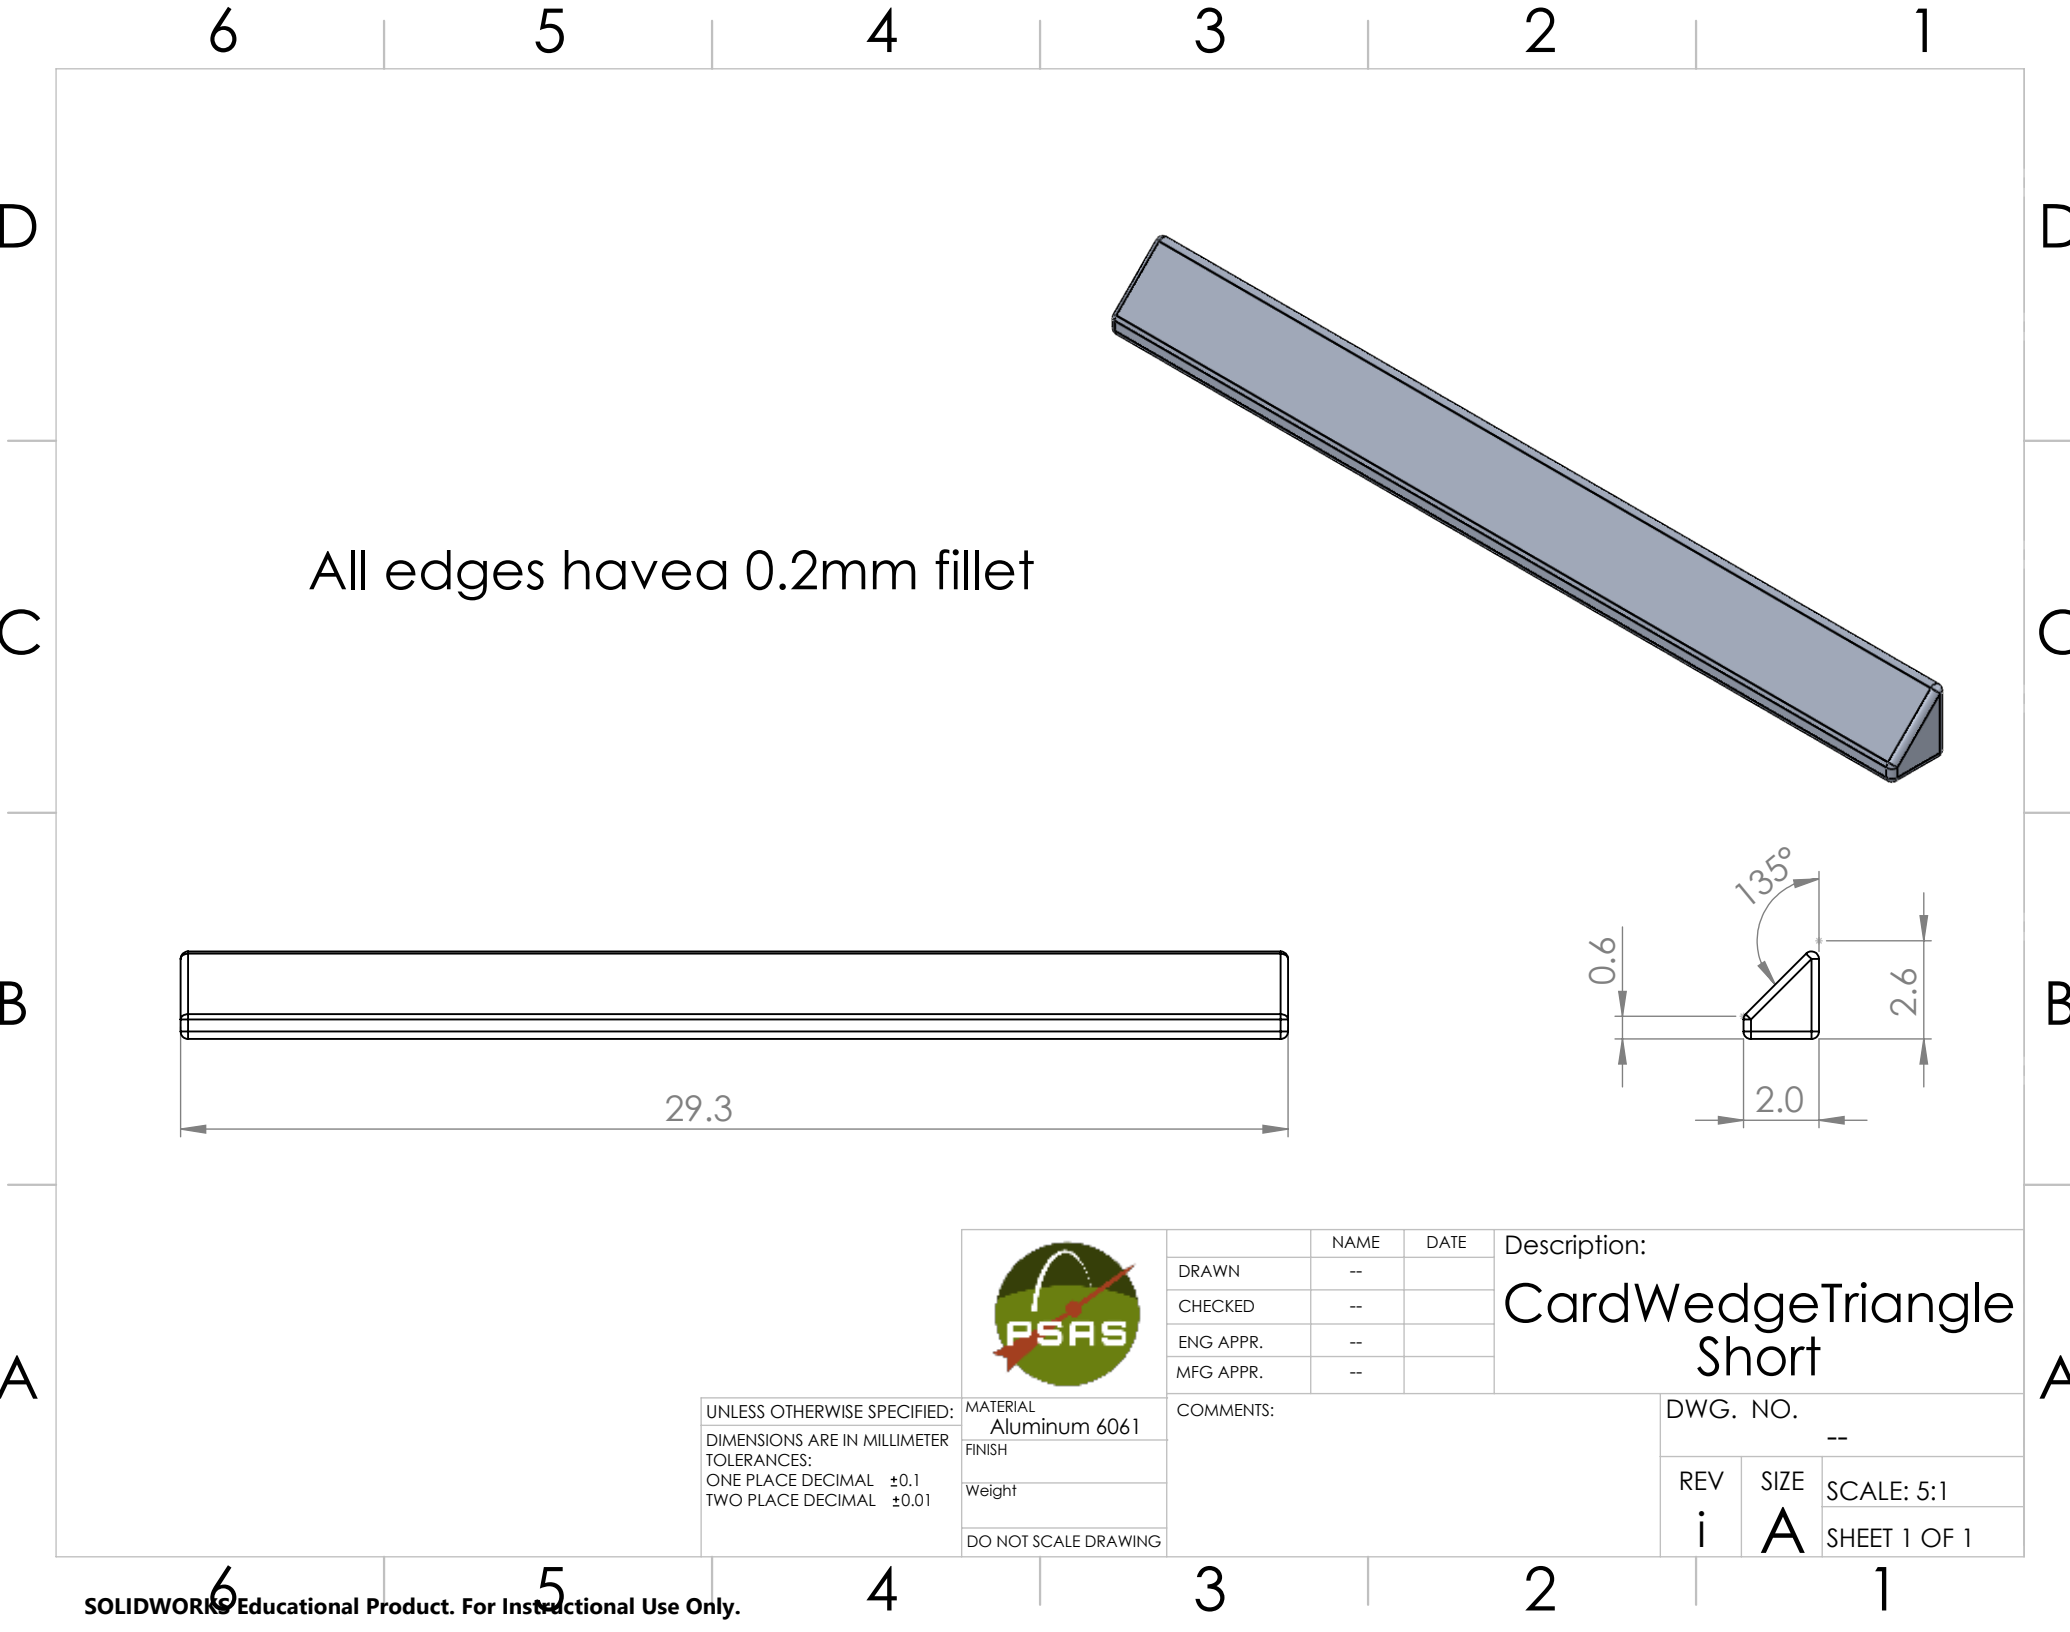 6 5 4 3 2 1
D D
All edges havea 0.2mm fillet
C C
135°
0.6
2.6
B B
2.0
29.3
NAME DATE
DRAWN --
CHECKED --
ENG APPR. --
MFG APPR. --
Description:
CardWedgeTriangle
Short
PSAS
A A
UNLESS OTHERWISE SPECIFIED:
DIMENSIONS ARE IN MILLIMETER
TOLERANCES:
ONE PLACE DECIMAL ±0.1
TWO PLACE DECIMAL ±0.01
MATERIAL
Aluminum 6061
FINISH
Weight
DO NOT SCALE DRAWING
COMMENTS:
DWG. NO.
--
REV
i
SIZE
A
SCALE: 5:1
SHEET 1 OF 1
6 5 4 3 2 1
SOLIDWORKS Educational Product. For Instructional Use Only.